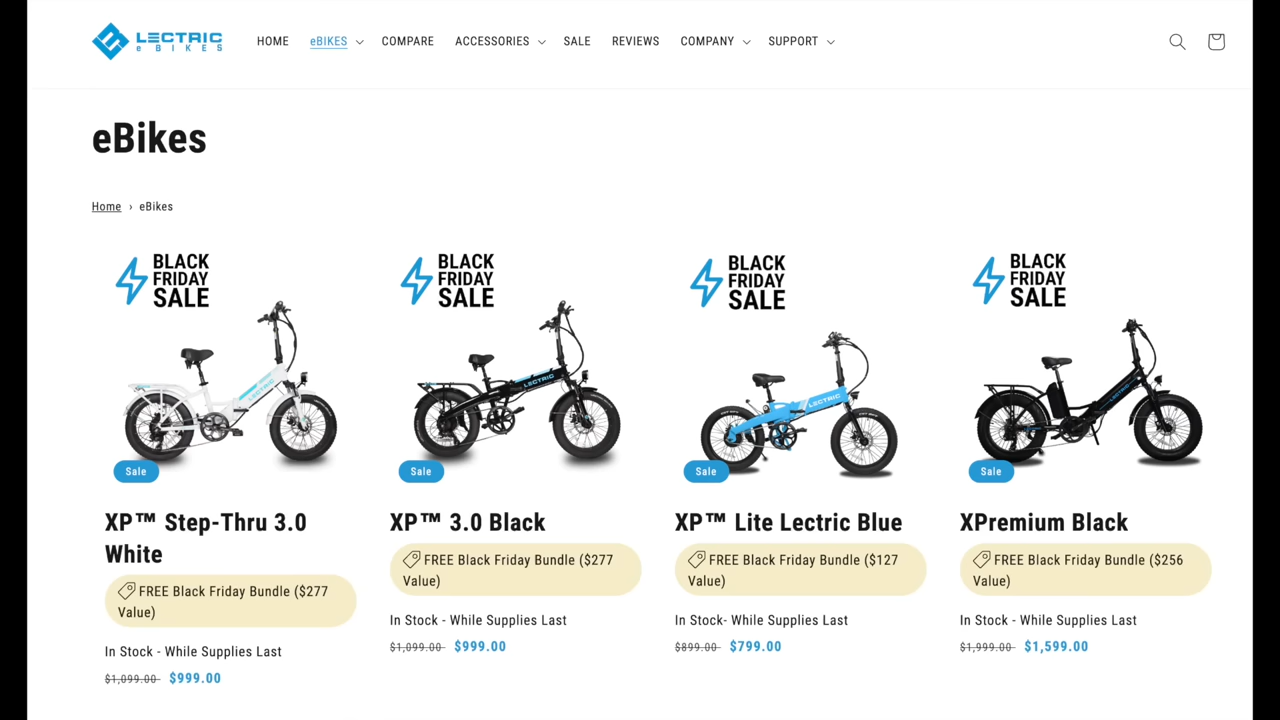 LECTRIC
eBIKES
HOME
eBIKES
COMPARE
ACCESSORIES
SALE
REVIEWS
COMPANY
SUPPORT
eBikes
Home › eBikes
BLACK
FRIDAY
SALE
LECTRIC
Sale
XP™ Step-Thru 3.0
White
FREE Black Friday Bundle ($277
Value)
In Stock - While Supplies Last
$1,099.00 $999.00
BLACK
FRIDAY
SALE
LECTRIC
Sale
XP™ 3.0 Black
FREE Black Friday Bundle ($277
Value)
In Stock - While Supplies Last
$1,099.00 $999.00
BLACK
FRIDAY
SALE
LECTRIC
Sale
XP™ Lite Lectric Blue
FREE Black Friday Bundle ($127
Value)
In Stock- While Supplies Last
$899.00 $799.00
BLACK
FRIDAY
SALE
LECTRIC
Sale
XPremium Black
FREE Black Friday Bundle ($256
Value)
In Stock - While Supplies Last
$1,999.00 $1,599.00